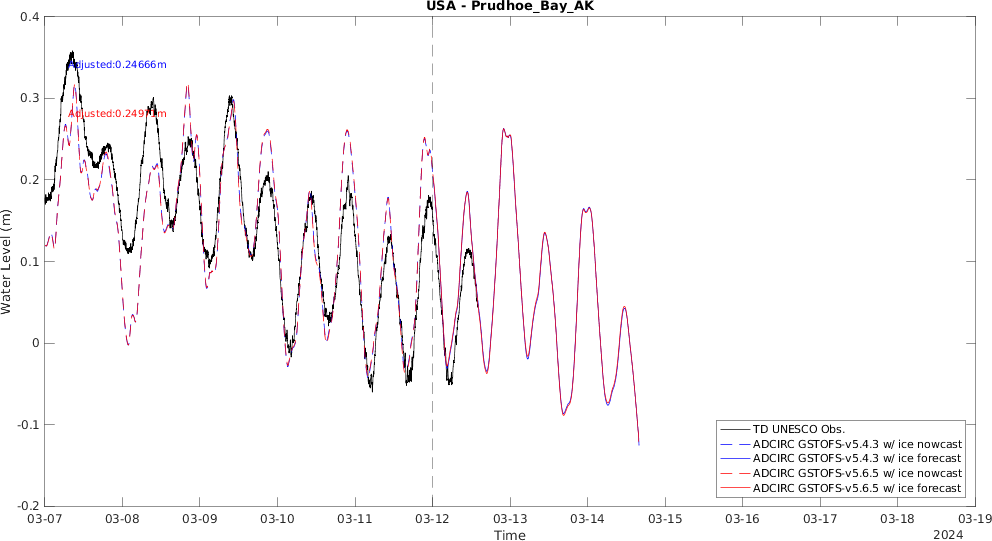 USA - Prudhoe_Bay_AK
0.4
0.3
0.2
0.1
0
-0.1
-0.2
Water Level (m)
Adjusted:0.24666m
TD UNESCO Obs.
ADCIRC GSTOFS-v5.4.3 w/ ice nowcast
ADCIRC GSTOFS-v5.4.3 w/ ice forecast
ADCIRC GSTOFS-v5.6.5 w/ ice nowcast
ADCIRC GSTOFS-v5.6.5 w/ ice forecast
03-07 03-08 03-09 03-10 03-11 03-12 03-13 03-14 03-15 03-16 03-17 03-18 03-19
Time
2024